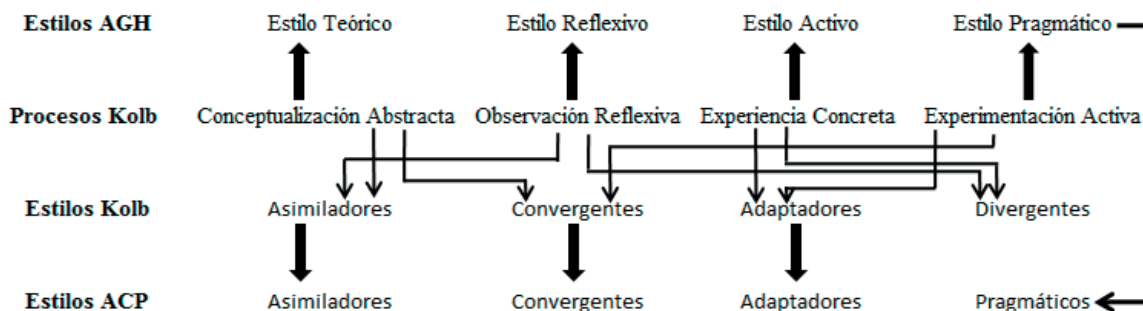 Estilos AGH Estilo Teórico Estilo Reflexivo Estilo Activo Estilo Pragmático
Procesos Kolb Conceptualización Abstracta Observación Reflexiva Experiencia Concreta Experimentación Activa
Estilos Kolb Asimiladores Convergentes Adaptadores Divergentes
Estilos ACP Asimiladores Convergentes Adaptadores Pragmáticos